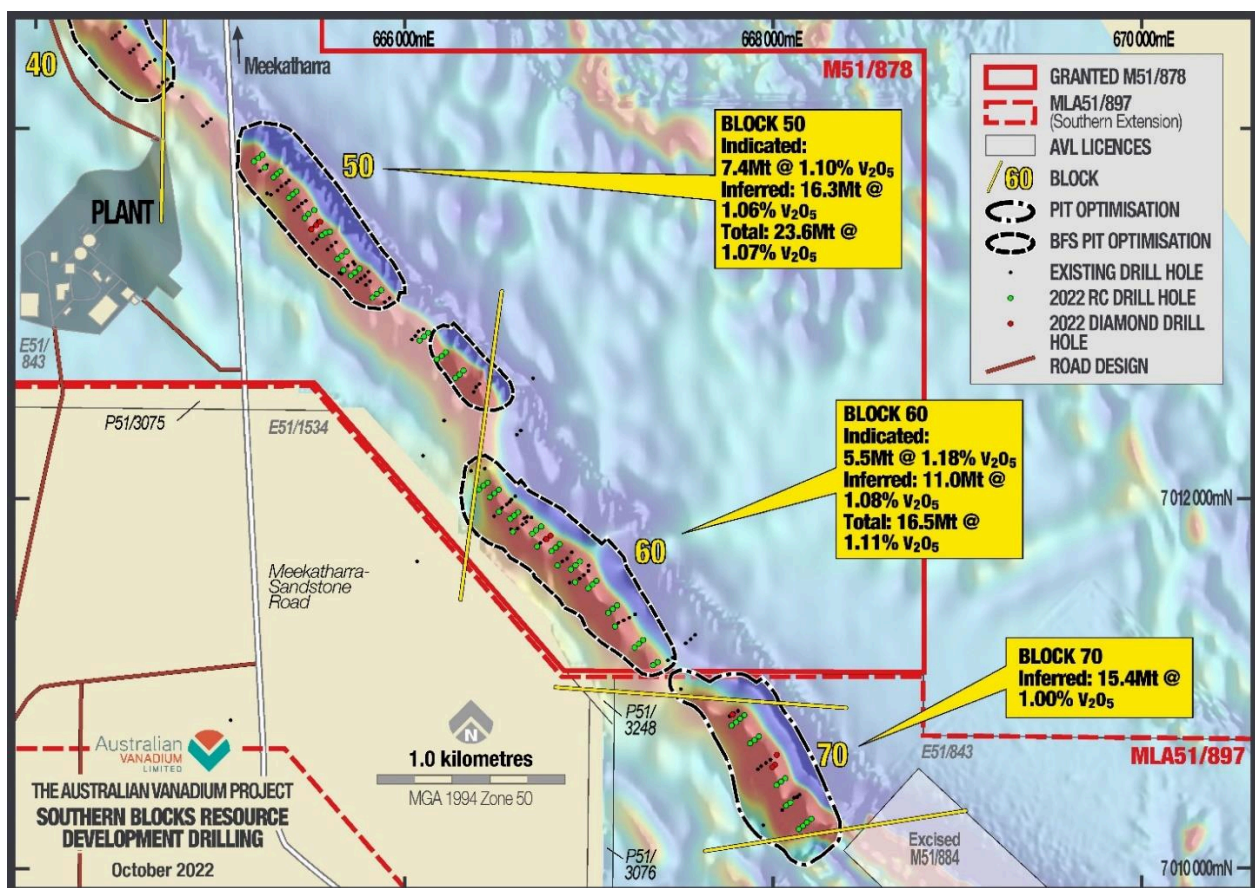 40
666 000mE
668 000mE
670 000mE
Meekatharra
M51/878
GRANTED M51/878
MLA51/897
(Southern Extension)
AVL LICENCES
60
BLOCK
PIT OPTIMISATION
BFS PIT OPTIMISATION
EXISTING DRILL HOLE
2022 RC DRILL HOLE
2022 DIAMOND DRILL
HOLE
ROAD DESIGN
BLOCK 50
Indicated:
7.4Mt @ 1.10% V₂O₅
Inferred: 16.3Mt @
1.06% V₂O₅
Total: 23.6Mt @
1.07% V₂O₅
50
PLANT
E51/
843
P51/3075
E51/1534
BLOCK 60
Indicated:
5.5Mt @ 1.18% V₂O₅
Inferred: 11.0Mt @
1.08% V₂O₅
Total: 16.5Mt @
1.11% V₂O₅
7 012 000mN
60
Meekatharra-
Sandstone
Road
BLOCK 70
Inferred: 15.4Mt @
1.00% V₂O₅
P51/
3248
E51/843
MLA51/897
70
N
1.0 kilometres
MGA 1994 Zone 50
Australian
VANADIUM
LIMITED
THE AUSTRALIAN VANADIUM PROJECT
SOUTHERN BLOCKS RESOURCE
DEVELOPMENT DRILLING
October 2022
P51/
3076
Excised
M51/884
7 010 000mN